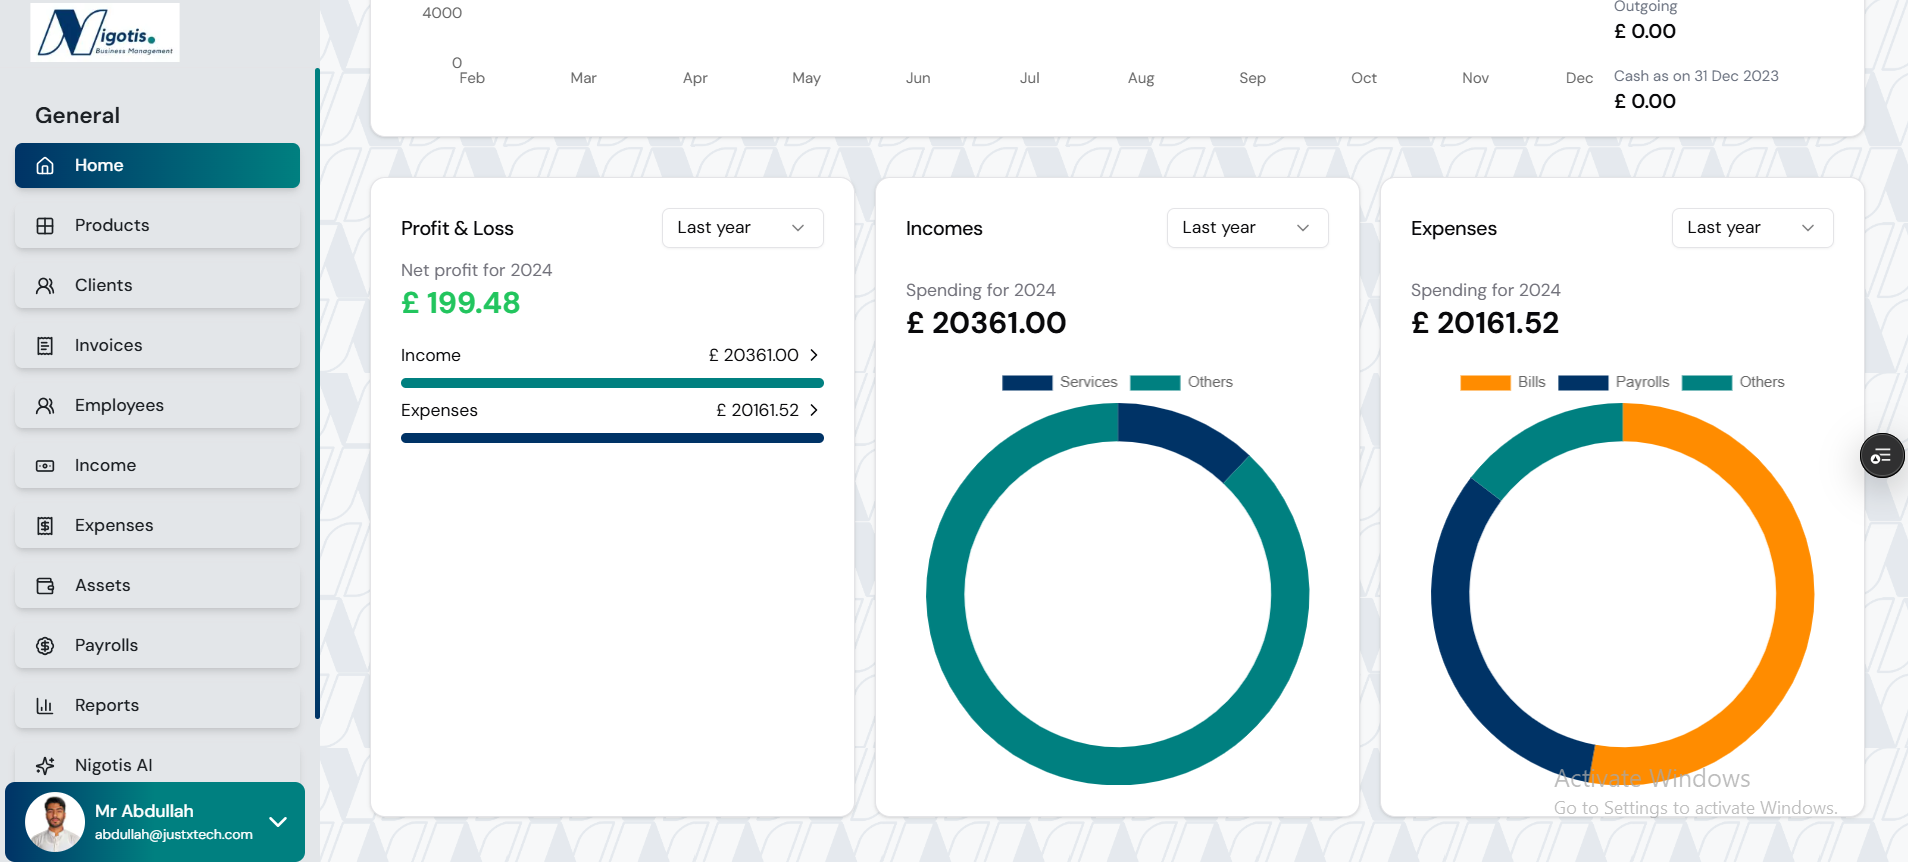 Nigotis.
Business Management
General
Home
Products
Clients
Invoices
Employees
Income
Expenses
Assets
Payrolls
Reports
Nigotis AI
Mr Abdullah
abdullah@justxtech.com
4000
0
Feb Mar Apr May Jun Jul Aug Sep Oct Nov Dec
Outgoing
£ 0.00
Cash as on 31 Dec 2023
£ 0.00
Profit & Loss
Last year
Net profit for 2024
£ 199.48
Income £ 20361.00
Expenses £ 20161.52
Incomes
Last year
Spending for 2024
£ 20361.00
Services Others
Expenses
Last year
Spending for 2024
£ 20161.52
Bills Payrolls Others
Activate Windows
Go to Settings to activate Windows.